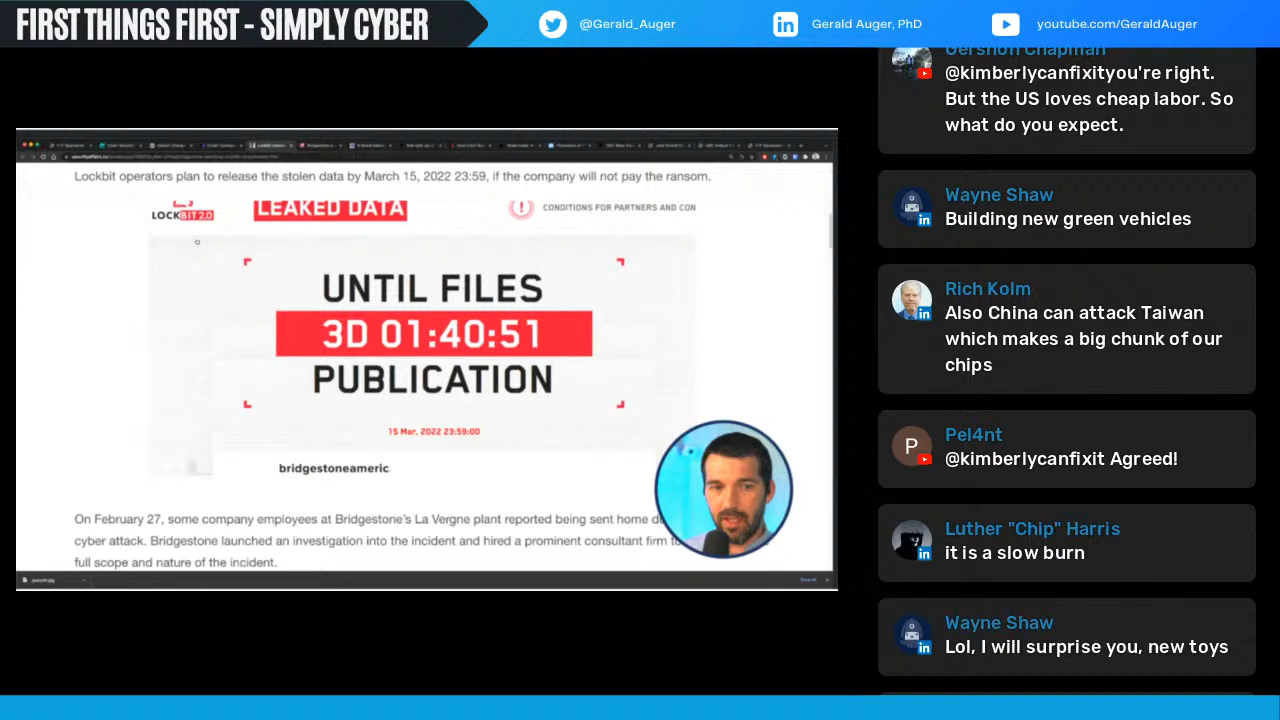 FIRST THINGS FIRST - SIMPLY CYBER
@Gerald_Auger
Gerald Auger, PhD
youtube.com/GeraldAuger
Lockbit operators plan to release the stolen data by March 15, 2022 23:59, if the company will not pay the ransom.
LOCKBIT 2.0
LEAKED DATA
CONDITIONS FOR PARTNERS AND CON
UNTIL FILES
3D 01:40:51
PUBLICATION
15 Mar, 2022 23:59:00
bridgestoneameric
On February 27, some company employees at Bridgestone's La Vergne plant reported being sent home du
cyber attack. Bridgestone launched an investigation into the incident and hired a prominent consultant firm to
full scope and nature of the incident.
Gershon Chapman
@kimberlycanfixityou're right.
But the US loves cheap labor. So
what do you expect.
Wayne Shaw
Building new green vehicles
Rich Kolm
Also China can attack Taiwan
which makes a big chunk of our
chips
P
Pel4nt
@kimberlycanfixit Agreed!
Luther "Chip" Harris
it is a slow burn
Wayne Shaw
Lol, I will surprise you, new toys